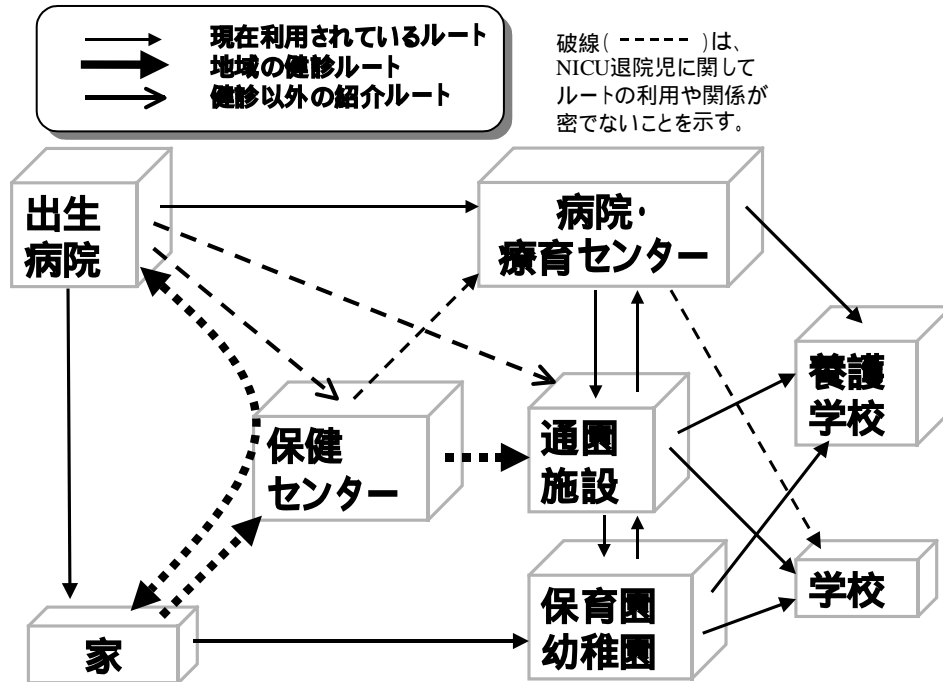 現在利用されているルート
地域の健診ルート
健診以外の紹介ルート
破線( ----- )は、
NICU退院児に関して
ルートの利用や関係が
密でないことを示す。
出生
病院
病院・
療育センター
養護
学校
保健
センター
通園
施設
学校
保育園
幼稚園
家